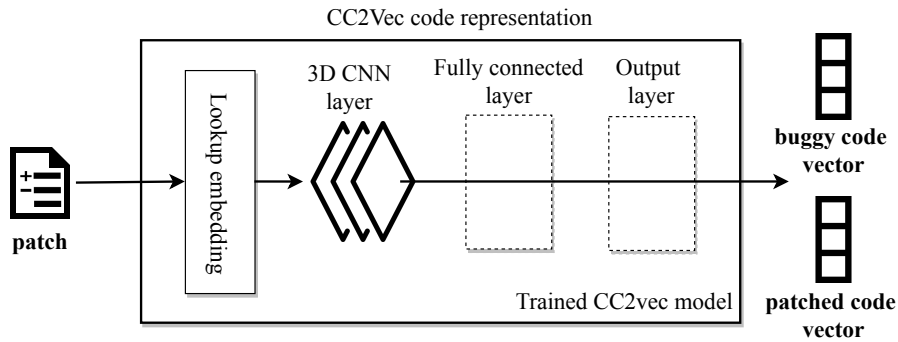 CC2Vec code representation
3D CNN
layer
Fully connected
layer
Output
layer
Lookup embedding
patch
buggy code
vector
patched code
vector
Trained CC2vec model